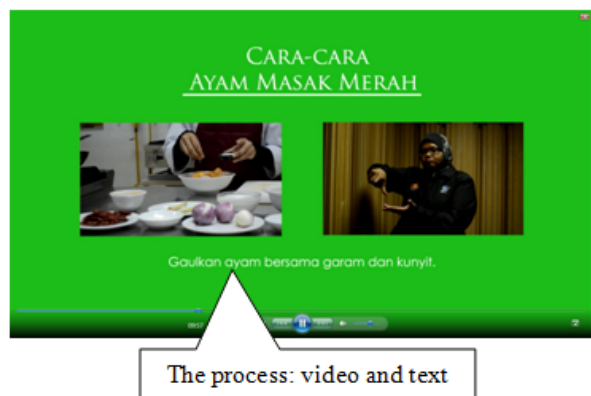 CARA-CARA
AYAM MASAK MERAH
Gaulkan ayam bersama garam dan kunyit.
The process: video and text